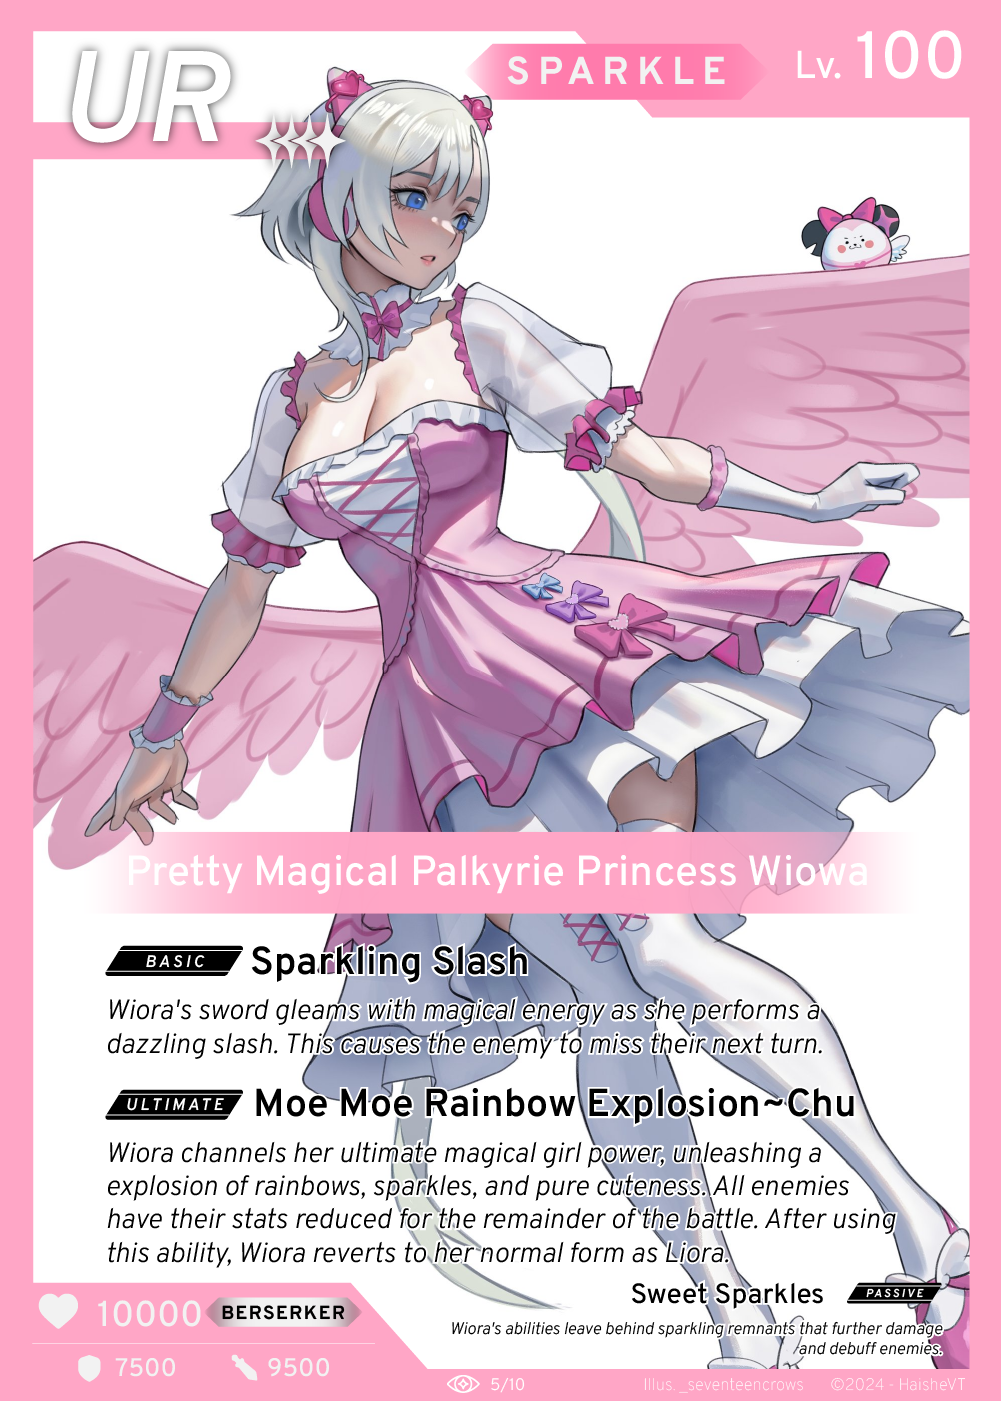 UR
SPARKLE
Lv. 100
Pretty Magical Palkyrie Princess Wiowa
BASIC Sparkling Slash
Wiora's sword gleams with magical energy as she performs a
dazzling slash. This causes the enemy to miss their next turn.
ULTIMATE Moe Moe Rainbow Explosion~Chu
Wiora channels her ultimate magical girl power, unleashing a
explosion of rainbows, sparkles, and pure cuteness. All enemies
have their stats reduced for the remainder of the battle. After using
this ability, Wiora reverts to her normal form as Liora.
Sweet Sparkles PASSIVE
Wiora's abilities leave behind sparkling remnants that further damage
and debuff enemies.
10000 BERSERKER
7500 9500
5/10
Illus. _seventeencrows ©2024 - HaisheVT